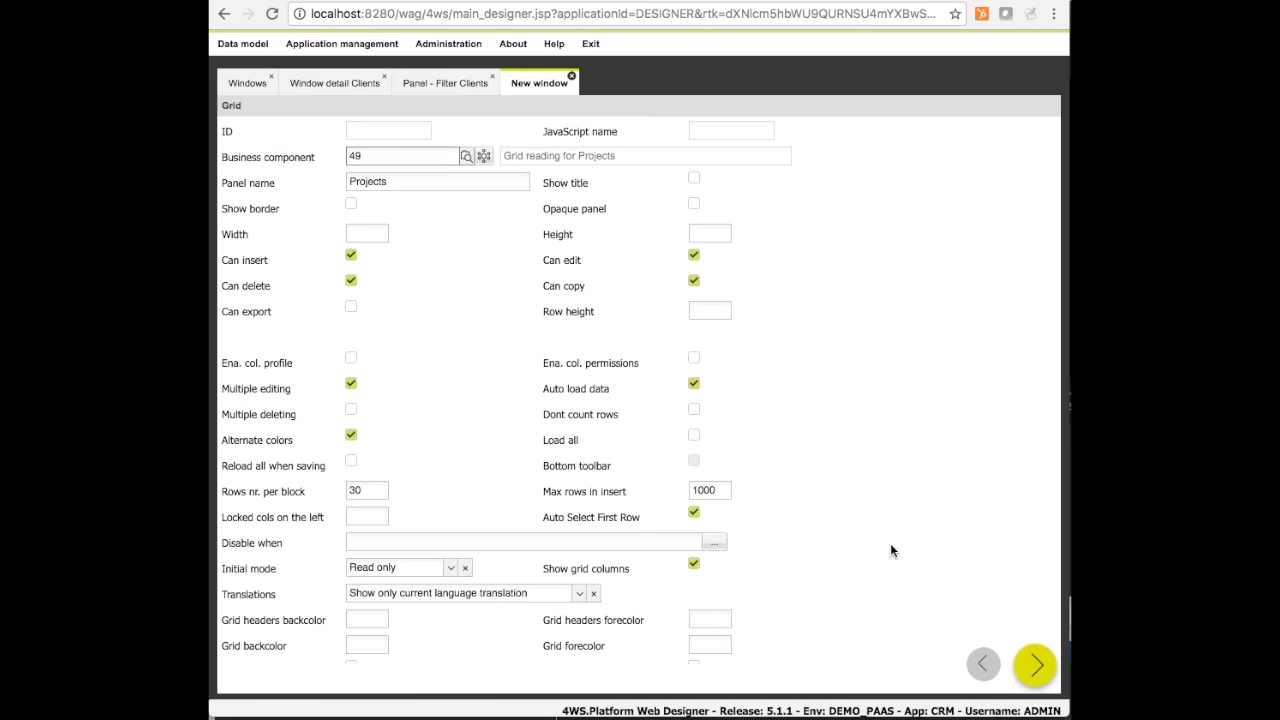 localhost:8280/wag/4ws/main_designer.jsp?applicationId=DESIGNER&rtk=dXNlcm5hbWU9QURNSU4mYXBwS...
Data model Application management Administration About Help Exit
Windows Window detail Clients Panel - Filter Clients New window
Grid
ID JavaScript name
Business component 49 Grid reading for Projects
Panel name Projects Show title
Show border Opaque panel
Width Height
Can insert Can edit
Can delete Can copy
Can export Row height
Ena. col. profile Ena. col. permissions
Multiple editing Auto load data
Multiple deleting Dont count rows
Alternate colors Load all
Reload all when saving Bottom toolbar
Rows nr. per block 30 Max rows in insert 1000
Locked cols on the left Auto Select First Row
Disable when ...
Initial mode Read only Show grid columns
Translations Show only current language translation
Grid headers backcolor Grid headers forecolor
Grid backcolor Grid forecolor
4WS.Platform Web Designer - Release: 5.1.1 - Env: DEMO_PAAS - App: CRM - Username: ADMIN